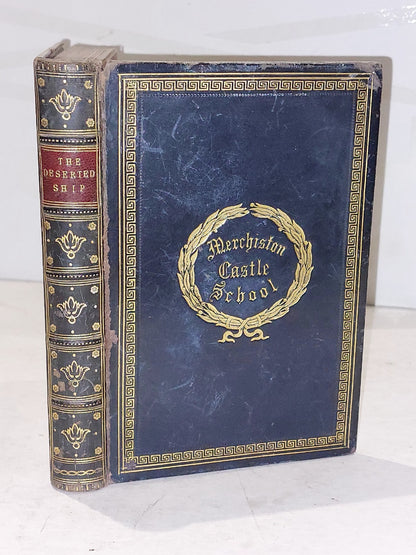 THE
DESERTED
SHIP
Merchiston
Castle
School